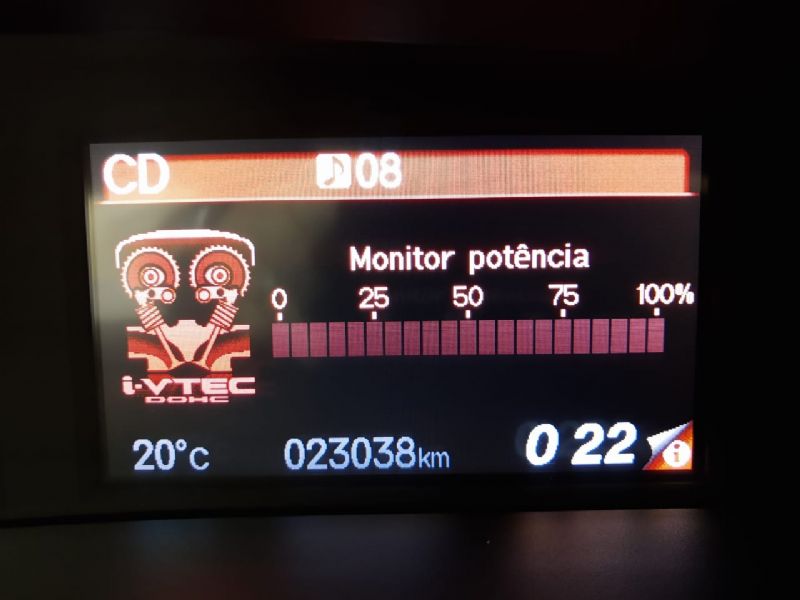 CD 08
Monitor potência
0 25 50 75 100%
i-VTEC
DOHC
20°C 023038km 0 22 i